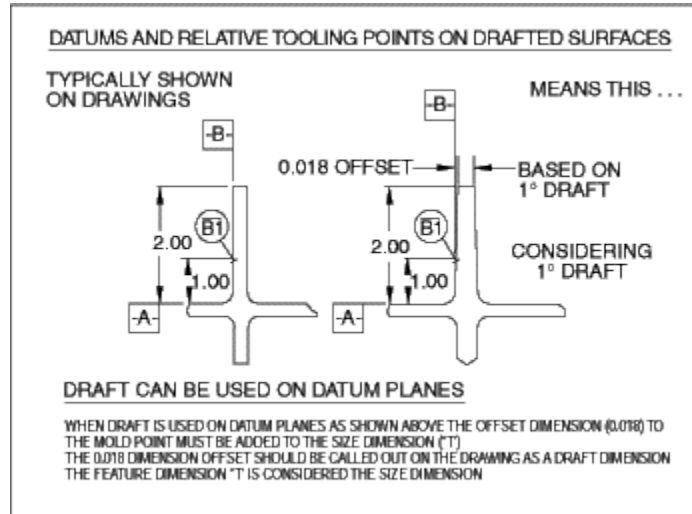 DATUMS AND RELATIVE TOOLING POINTS ON DRAFTED SURFACES
TYPICALLY SHOWN
ON DRAWINGS
MEANS THIS ...
-B-
-B-
0.018 OFFSET
BASED ON
1° DRAFT
B1
B1
2.00
2.00
CONSIDERING
1° DRAFT
1.00
1.00
-A-
-A-
DRAFT CAN BE USED ON DATUM PLANES
WHEN DRAFT IS USED ON DATUM PLANES AS SHOWN ABOVE THE OFFSET DIMENSION (0.018) TO
THE MOLD POINT MUST BE ADDED TO THE SIZE DIMENSION ("T")
THE 0.018 DIMENSION OFFSET SHOULD BE CALLED OUT ON THE DRAWING AS A DRAFT DIMENSION
THE FEATURE DIMENSION "T" IS CONSIDERED THE SIZE DIMENSION